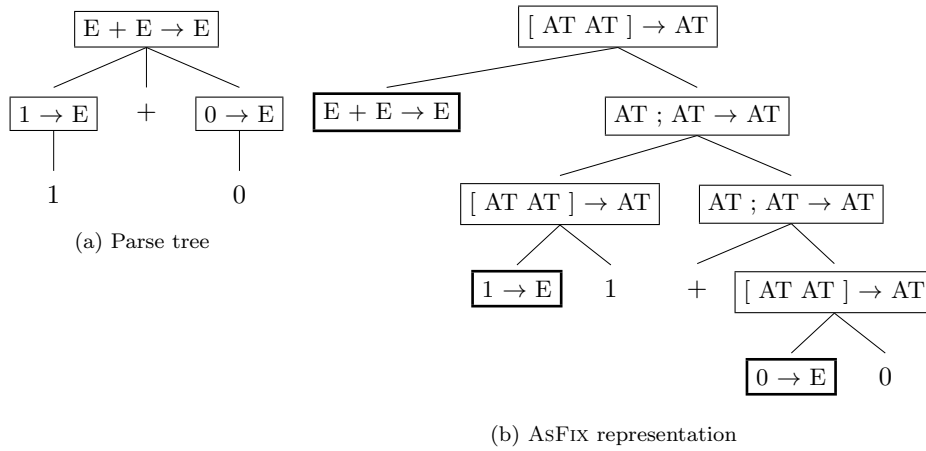 E + E → E
1 → E
+
0 → E
1
0
(a) Parse tree
[ AT AT ] → AT
E + E → E
AT ; AT → AT
[ AT AT ] → AT
AT ; AT → AT
1 → E
1
+
[ AT AT ] → AT
0 → E
0
(b) AsFix representation